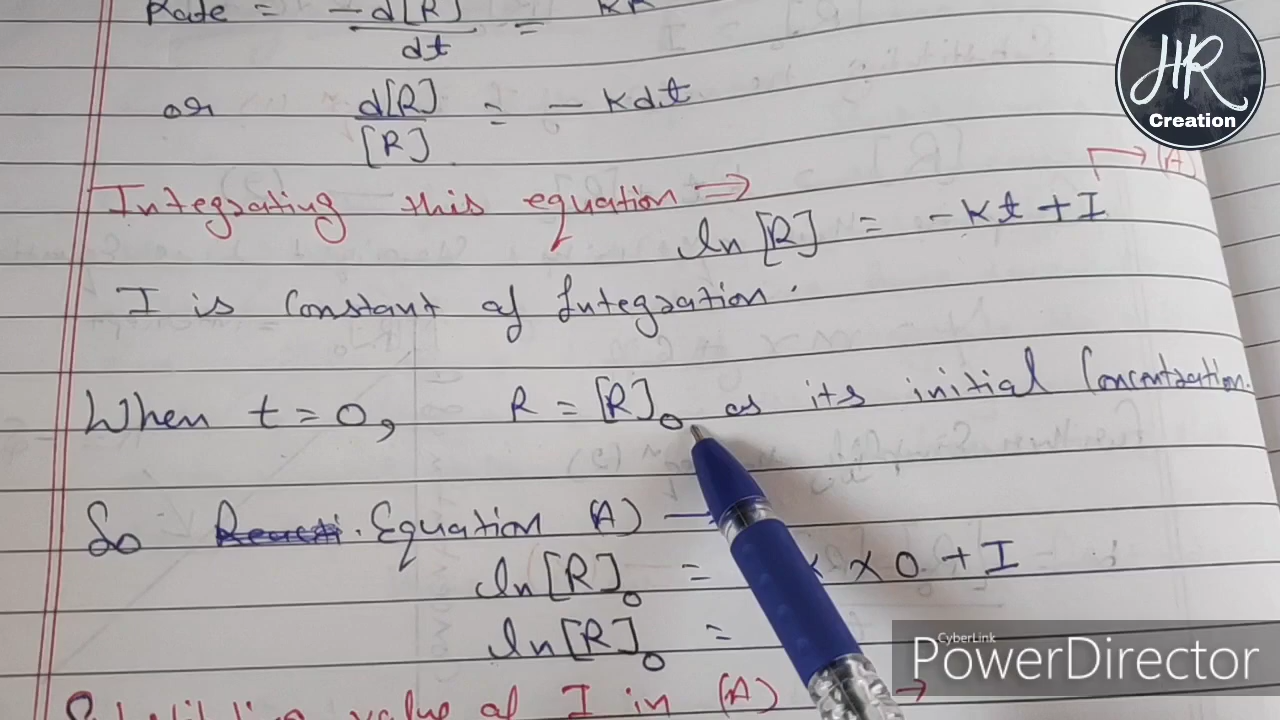 Rate = -d[R]/dt = KR
HR
Creation
or d[R]/[R] = - Kdt
Integrating this equation ⇒ → (A)
ln [R] = -Kt + I
I is Constant of Integration.
When t = 0, R = [R]₀ as its initial Concentration.
So Equation (A) →
ln[R]₀ = K × 0 + I
ln[R]₀ =
value of I in (A) →
CyberLink
PowerDirector